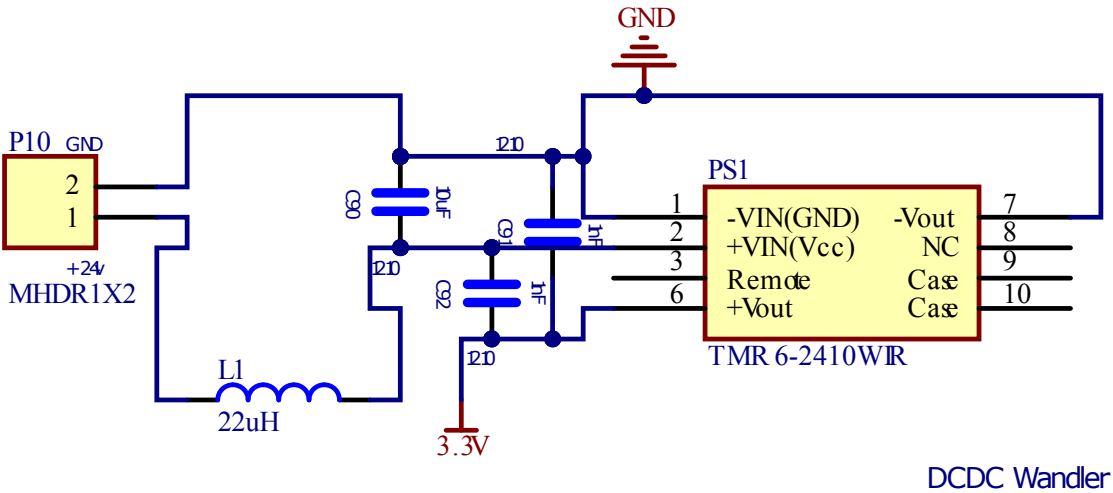 GND
P10 GND
2
1
+24v
MHDR1X2
L1
22uH
1210
C90
10uF
1210
C91
1nF
C92
1nF
1210
3.3V
PS1
1 -VIN(GND) -Vout 7
2 +VIN(Vcc) NC 8
3 Remote Case 9
6 +Vout Case 10
TMR 6-2410WIR
DCDC Wandler